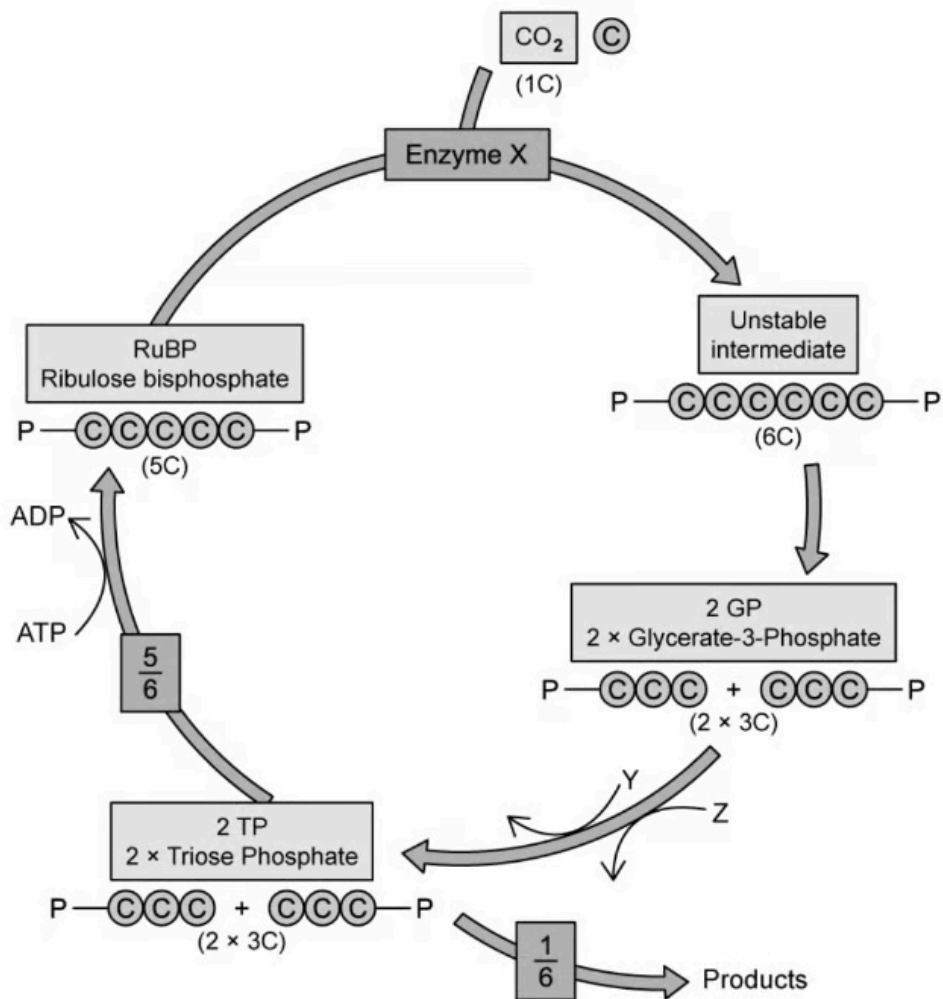 CO₂ C
(1C)
Enzyme X
RuBP
Ribulose bisphosphate
P C C C C C P
(5C)
Unstable
intermediate
P C C C C C C P
(6C)
ADP
ATP
5
6
2 GP
2 × Glycerate-3-Phosphate
P C C C + C C C P
(2 × 3C)
Y
Z
2 TP
2 × Triose Phosphate
P C C C + C C C P
(2 × 3C)
1
6
Products